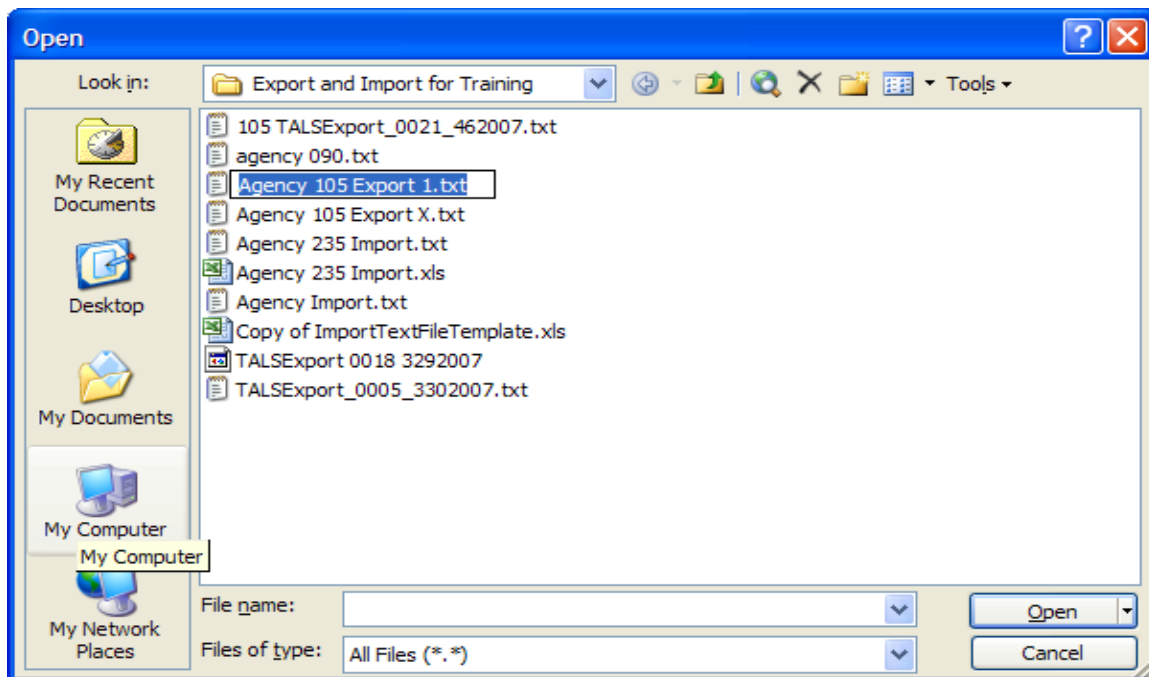 Open
Look in:
Export and Import for Training
Tools
My Recent
Documents
Desktop
My Documents
My Computer
My Computer
My Network
Places
105 TALSExport_0021_462007.txt
agency 090.txt
Agency 105 Export 1.txt
Agency 105 Export X.txt
Agency 235 Import.txt
Agency 235 Import.xls
Agency Import.txt
Copy of ImportTextFileTemplate.xls
TALSExport 0018 3292007
TALSExport_0005_3302007.txt
File name:
Open
Files of type:
All Files (*.*)
Cancel